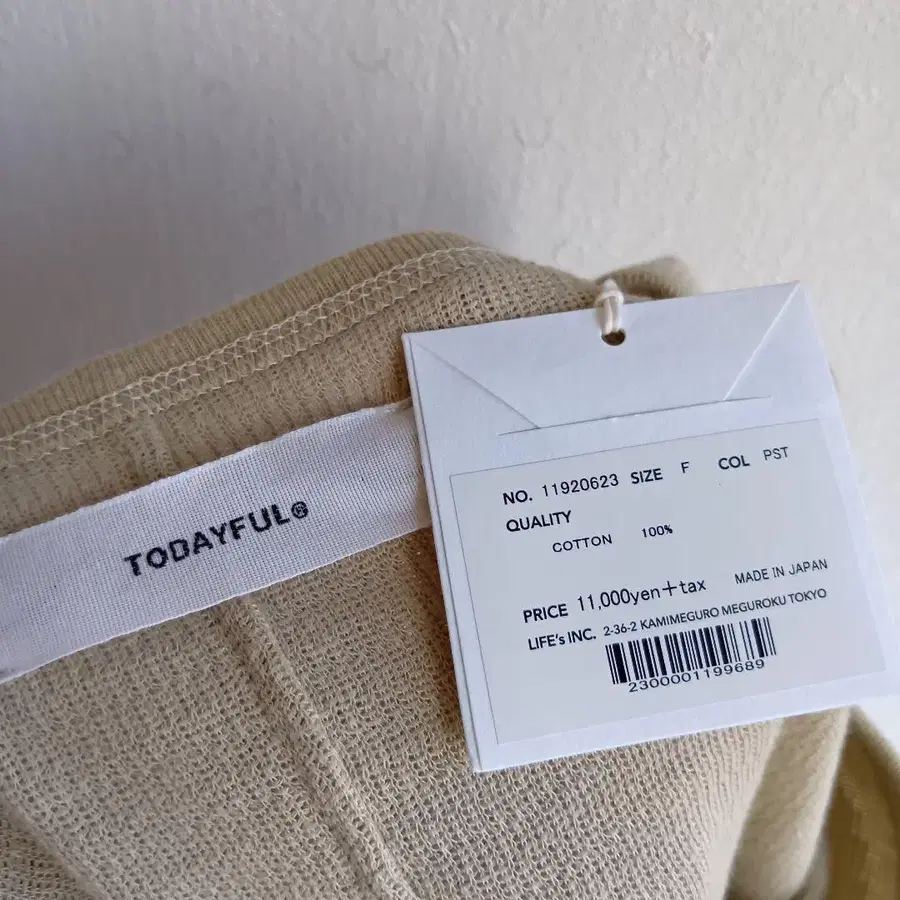 TODAYFUL®
NO. 11920623 SIZE F COL PST
QUALITY
COTTON 100%
PRICE 11,000yen+tax MADE IN JAPAN
LIFE's INC. 2-36-2 KAMIMEGURO MEGUROKU TOKYO
2300001199689